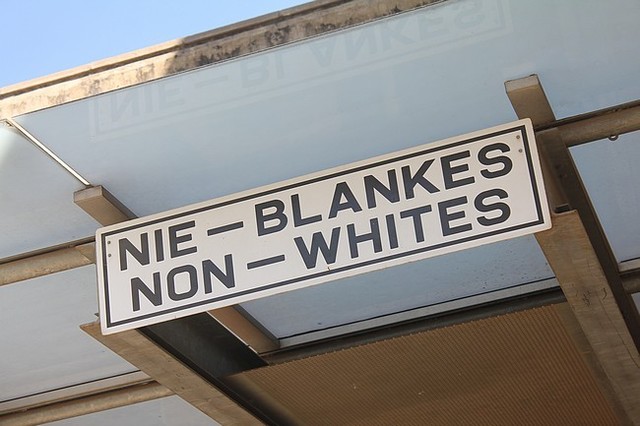 NIE — BLANKES
NON — WHITES